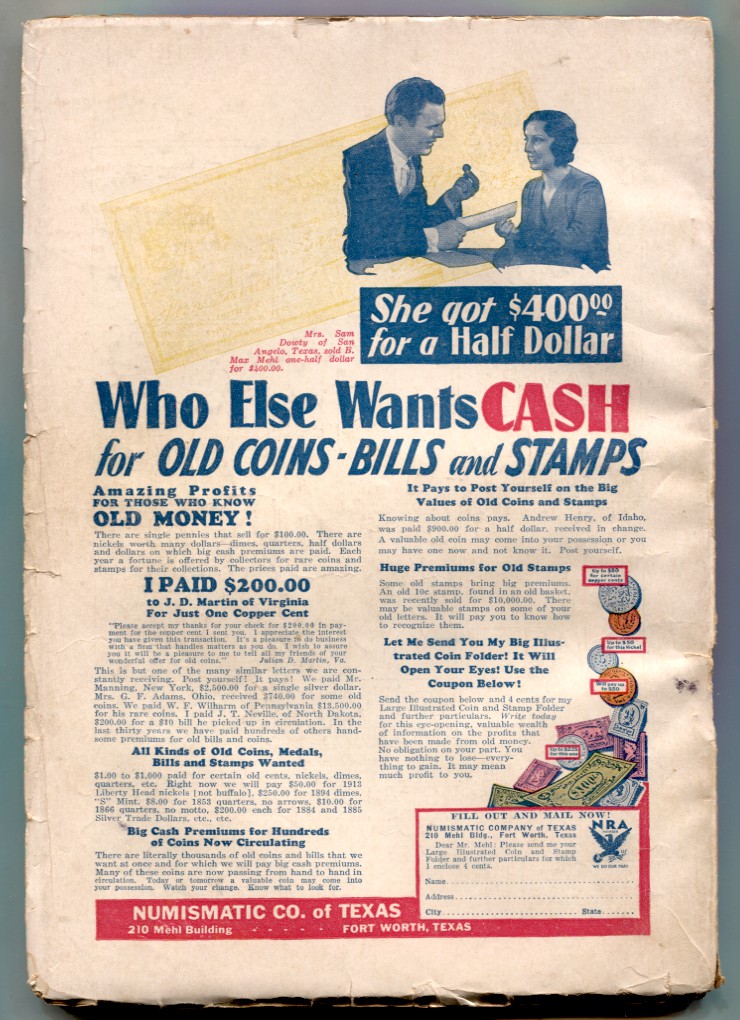 She got $400.00
for a Half Dollar
Mrs. Sam
Dowty of San
Angelo, Texas, sold B.
Max Mehl one-half dollar
for $400.00.
Who Else Wants CASH
for OLD COINS - BILLS and STAMPS
Amazing Profits
FOR THOSE WHO KNOW
OLD MONEY!
There are single pennies that sell for $100.00. There are
nickels worth many dollars—dimes, quarters, half dollars
and dollars on which big cash premiums are paid. Each
year a fortune is offered by collectors for rare coins and
stamps for their collections. The prices paid are amazing.
I PAID $200.00
to J. D. Martin of Virginia
For Just One Copper Cent
"Please accept my thanks for your check for $200.00 in pay-
ment for the copper cent I sent you. I appreciate the interest
you have given this transaction. It's a pleasure to do business
with a firm that handles matters as you do. I wish to assure
you it will be a pleasure to me to tell all my friends of your
wonderful offer for old coins." Julian D. Martin, Va.
This is but one of the many similar letters we are con-
stantly receiving. Post yourself! It pays! We paid Mr.
Manning, New York, $2,500.00 for a single silver dollar.
Mrs. G. F. Adams, Ohio, received $740.00 for some old
coins. We paid W. F. Wilharm of Pennsylvania $13,500.00
for his rare coins. I paid J. T. Neville, of North Dakota,
$200.00 for a $10 bill he picked up in circulation. In the
last thirty years we have paid hundreds of others hand-
some premiums for old bills and coins.
All Kinds of Old Coins, Medals,
Bills and Stamps Wanted
$1.00 to $1,000 paid for certain old cents, nickels, dimes,
quarters, etc. Right now we will pay $50.00 for 1913
Liberty Head nickels [not buffalo], $250.00 for 1894 dimes,
"S" Mint, $8.00 for 1853 quarters, no arrows, $10.00 for
1866 quarters, no motto, $200.00 each for 1884 and 1885
Silver Trade Dollars, etc., etc.
Big Cash Premiums for Hundreds
of Coins Now Circulating
There are literally thousands of old coins and bills that we
want at once and for which we will pay big cash premiums.
Many of these coins are now passing from hand to hand in
circulation. Today or tomorrow a valuable coin may come into
your possession. Watch your change. Know what to look for.
It Pays to Post Yourself on the Big
Values of Old Coins and Stamps
Knowing about coins pays. Andrew Henry, of Idaho,
was paid $900.00 for a half dollar, received in change.
A valuable old coin may come into your possession or you
may have one now and not know it. Post yourself.
Huge Premiums for Old Stamps
Some old stamps bring big premiums.
An old 10c stamp, found in an old basket,
was recently sold for $10,000.00. There
may be valuable stamps on some of your
old letters. It will pay you to know how
to recognize them.
Let Me Send You My Big Illus-
trated Coin Folder! It Will
Open Your Eyes! Use the
Coupon Below!
Send the coupon below and 4 cents for my
Large Illustrated Coin and Stamp Folder
and further particulars. Write today
for this eye-opening, valuable wealth
of information on the profits that
have been made from old money.
No obligation on your part. You
have nothing to lose—every-
thing to gain. It may mean
much profit to you.
Up to $80
for certain
copper cents
Up to $50
for this Nickel
Will pay up
to $50
FILL OUT AND MAIL NOW!
NUMISMATIC COMPANY of TEXAS
210 Mehl Bldg., Fort Worth, Texas
Dear Mr. Mehl: Please send me your
Large Illustrated Coin and Stamp
Folder and further particulars for which
I enclose 4 cents.
NRA
MEMBER
WE DO OUR PART
Name
Address
City State
NUMISMATIC CO. of TEXAS
210 Mehl Building - - - - - FORT WORTH, TEXAS